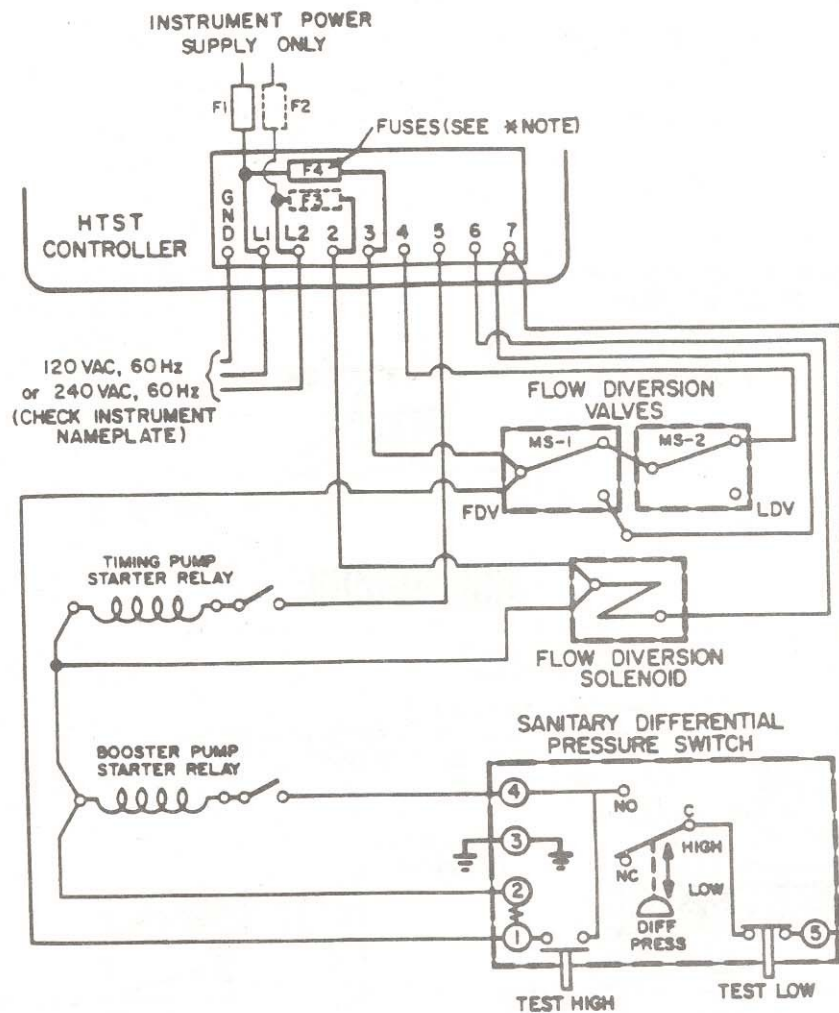 INSTRUMENT POWER
SUPPLY ONLY
F1
F2
FUSES (SEE *NOTE)
F4
F3
HTST
CONTROLLER
GND
L1
L2
2
3
4
5
6
7
120 VAC, 60 Hz
or 240 VAC, 60 Hz
(CHECK INSTRUMENT
NAMEPLATE)
FLOW DIVERSION
VALVES
MS-1
MS-2
FDV
LDV
TIMING PUMP
STARTER RELAY
FLOW DIVERSION
SOLENOID
SANITARY DIFFERENTIAL
PRESSURE SWITCH
BOOSTER PUMP
STARTER RELAY
4
NO
C
3
HIGH
NC
LOW
2
DIFF
PRESS
1
5
TEST HIGH
TEST LOW